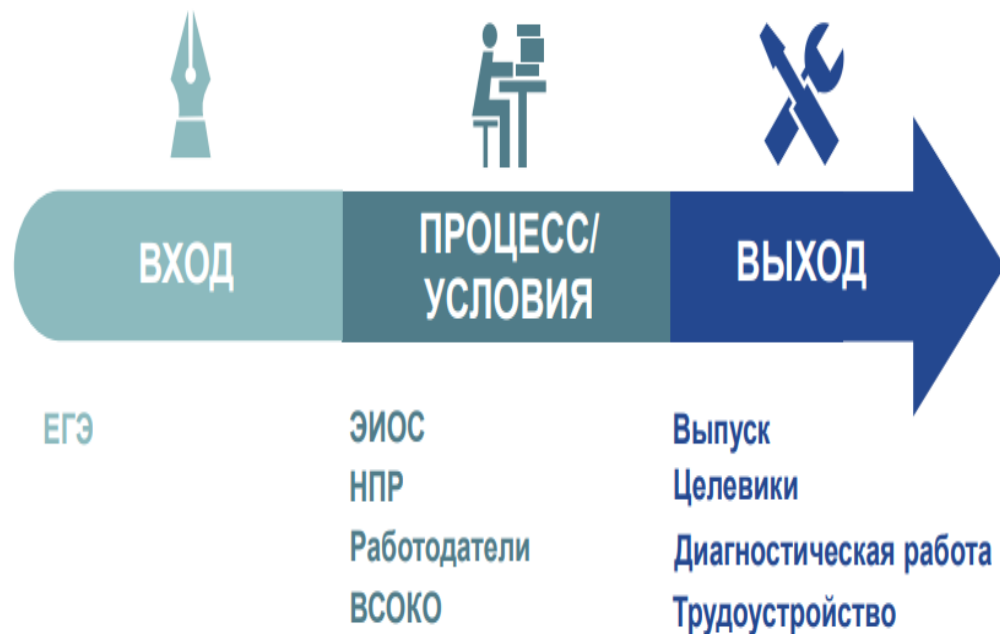 ВХОД
ПРОЦЕСС/
УСЛОВИЯ
ВЫХОД
ЕГЭ
ЭИОС
НПР
Работодатели
ВСОКО
Выпуск
Целевики
Диагностическая работа
Трудоустройство